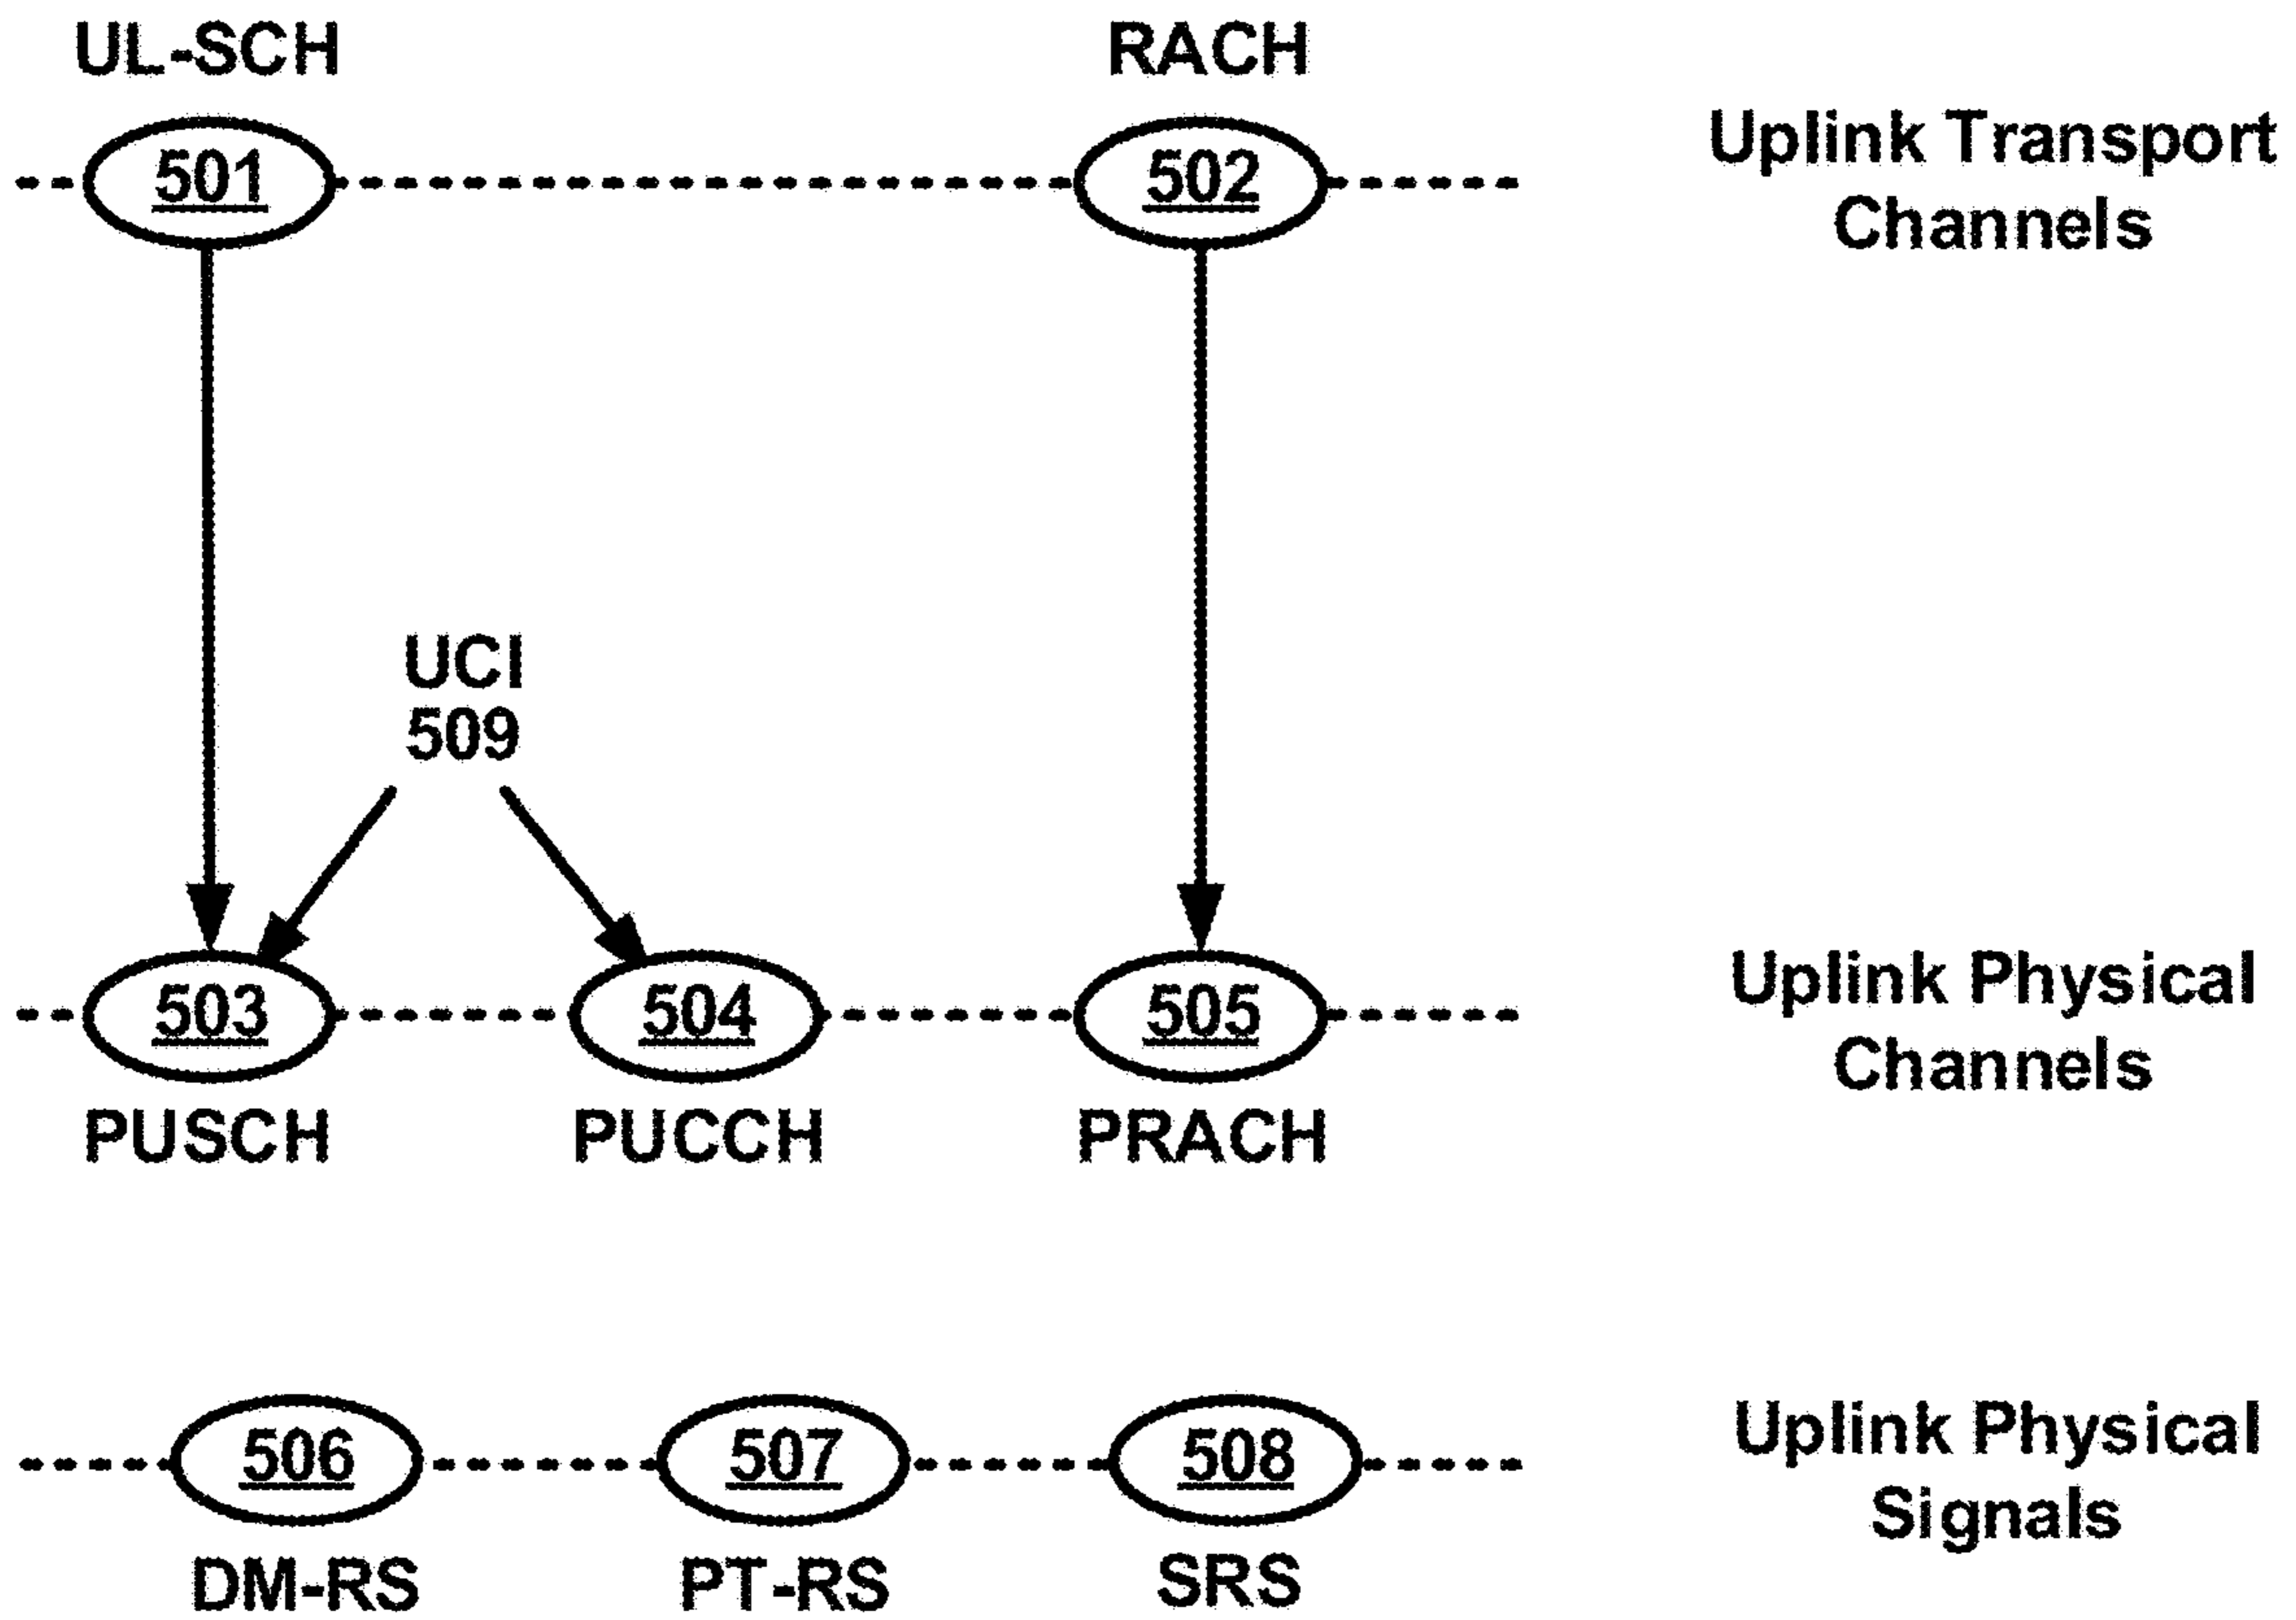 UL-SCH
RACH
501
502
Uplink Transport
Channels
UCI
509
503
504
505
Uplink Physical
Channels
PUSCH
PUCCH
PRACH
506
507
508
Uplink Physical
Signals
DM-RS
PT-RS
SRS